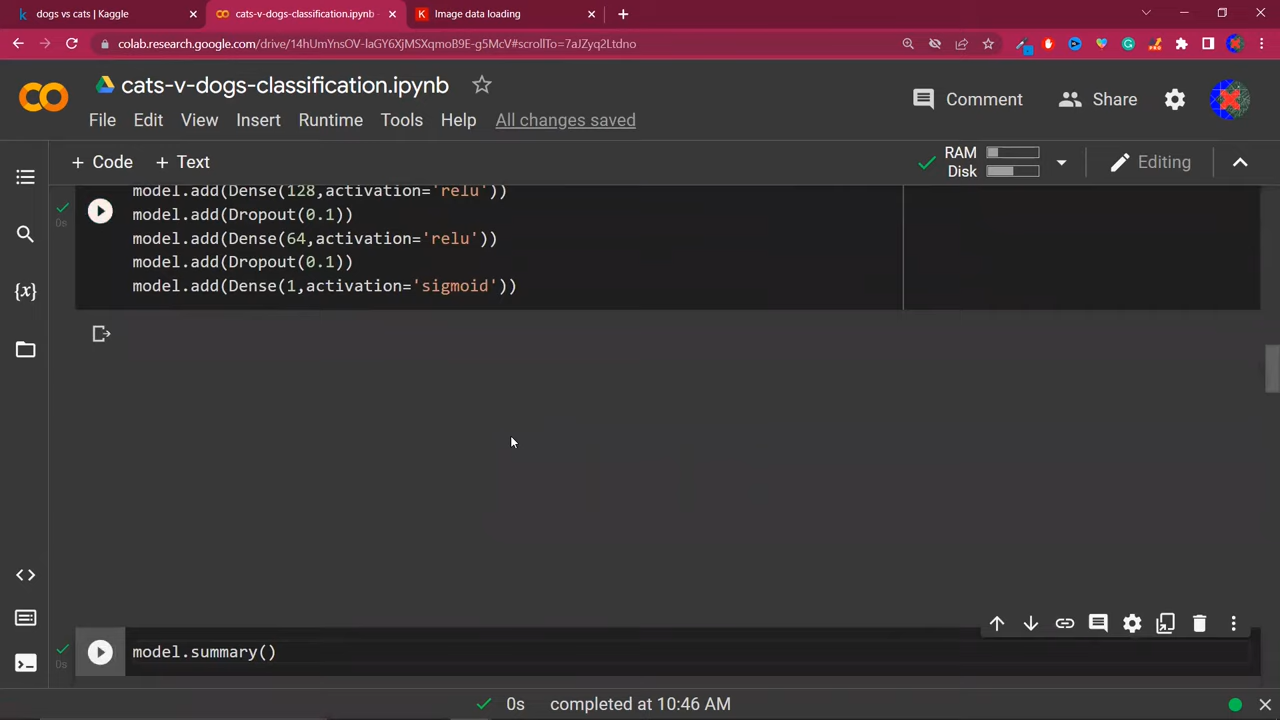 dogs vs cats | Kaggle
cats-v-dogs-classification.ipynb
Image data loading
colab.research.google.com/drive/14hUmYnsOV-laGY6XjMSXqmoB9E-g5McV#scrollTo=7aJZyq2Ltdno
cats-v-dogs-classification.ipynb
Comment
Share
File Edit View Insert Runtime Tools Help All changes saved
+ Code + Text
RAM
Disk
Editing
model.add(Dense(128,activation='relu'))
model.add(Dropout(0.1))
model.add(Dense(64,activation='relu'))
model.add(Dropout(0.1))
model.add(Dense(1,activation='sigmoid'))
0s
{x}
model.summary()
0s
0s completed at 10:46 AM